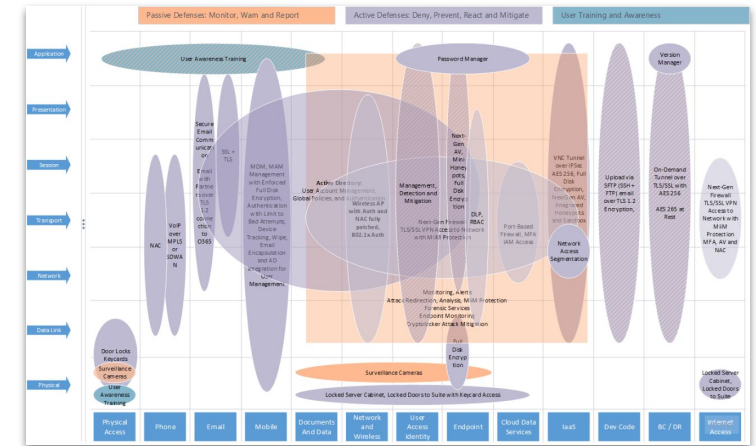 Passive Defenses: Monitor, Warn and Report
Active Defenses: Deny, Prevent, React and Mitigate
User Training and Awareness
Application
Presentation
Session
Transport
Network
Data Link
Physical
User Awareness Training
Password Manager
Version
Manager
Secure
Email
Comm
unicati
on
Email
with
Partne
rs over
TLS
1.2
conne
ction
to
O365
SSL +
TLS
NAC
VoIP
over
MPLS
or
SDWA
N
MDM, MAM
Management
with Enforced
Full Disk
Encryption,
Authentication
with Limit to
Bad Attempts,
Device
Tracking, Wipe,
Email
Encapsulation
and AD
Integration for
User
Management
Active Directory:
User Account Management,
Global Policies, and Authentication
Wireless AP
with Auth and
NAC fully
patched,
802.1x Auth
Management,
Detection and
Mitigation
Next-Gen Firewall
TLS/SSL VPN Access to Network
with MiM Protection
Next-
Gen
AV,
Mini-
Honey
pots,
Full
Disk
Encryp
tion
DLP,
RBAC
Port-Based
Firewall, MFA
IAM Access
VNC Tunnel
over IPSec
AES 256, Full
Disk
Encryption,
NexGen AV,
Integrated
Honeypots
and Sandbox
Network
Access
Segmentation
Upload via
SFTP (SSH +
FTP) email
over TLS 1.2
Encryption,
On-Demand
Tunnel over
TLS/SSL with
AES 256
AES 265 at
Rest
Next-Gen
Firewall
TLS/SSL VPN
Access to
Network with
MiM
Protection
MFA, AV and
NAC
Monitoring, Alerts
Attack Redirection, Analysis, MiM Protection
Forensic Services
Endpoint Monitoring
CryptoLocker Attack Mitigation
Full
Disk
Encryp
tion
Door Locks
Keycards
Surveillance
Cameras
User
Awareness
Training
Surveillance Cameras
Locked Server Cabinet, Locked Doors to Suite with Keycard Access
Locked Server
Cabinet,
Locked Doors
to Suite
Physical
Access
Phone
Email
Mobile
Documents
And Data
Network
and
Wireless
User
Access
Identity
Endpoint
Cloud Data
Services
IaaS
Dev Code
BC / DR
Internet
Access